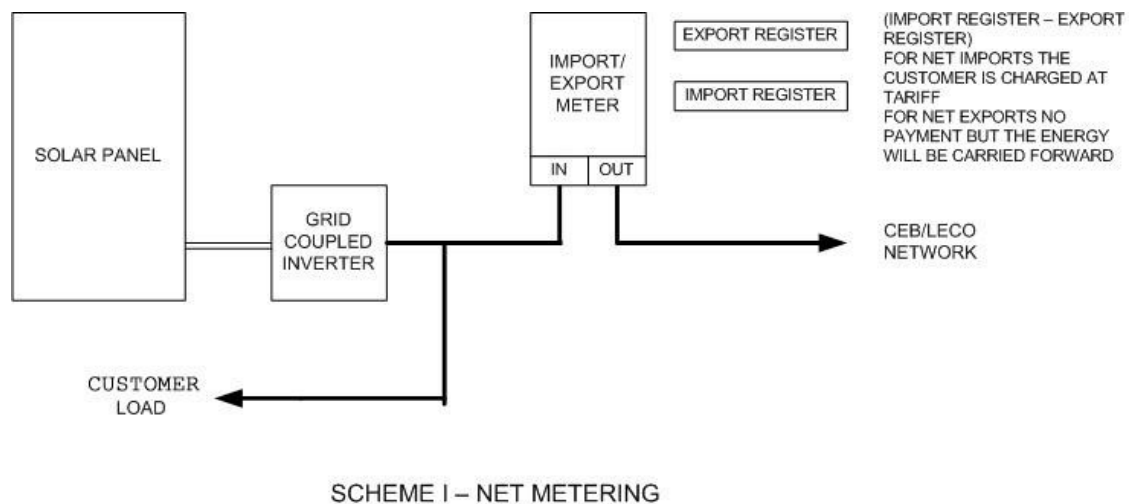 SOLAR PANEL
GRID
COUPLED
INVERTER
CUSTOMER
LOAD
IMPORT/
EXPORT
METER
IN
OUT
EXPORT REGISTER
IMPORT REGISTER
(IMPORT REGISTER – EXPORT
REGISTER)
FOR NET IMPORTS THE
CUSTOMER IS CHARGED AT
TARIFF
FOR NET EXPORTS NO
PAYMENT BUT THE ENERGY
WILL BE CARRIED FORWARD
CEB/LECO
NETWORK
SCHEME I – NET METERING